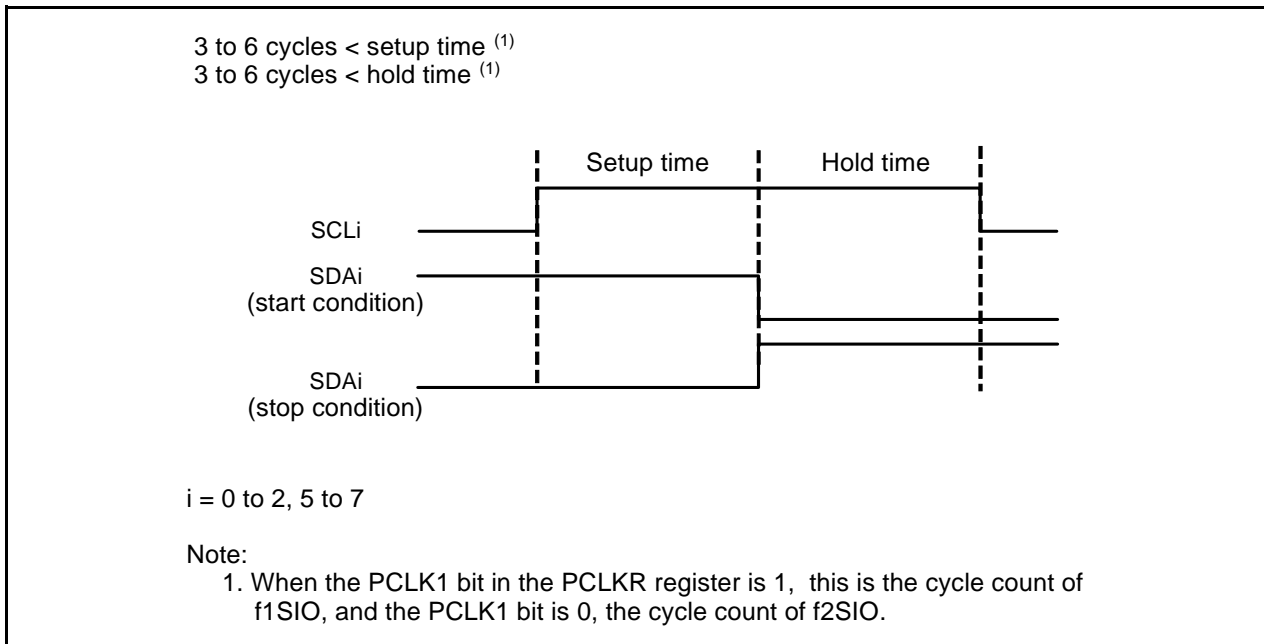 3 to 6 cycles < setup time (1)
3 to 6 cycles < hold time (1)
Setup time
Hold time
SCLi
SDAi
(start condition)
SDAi
(stop condition)
i = 0 to 2, 5 to 7
Note:
1. When the PCLK1 bit in the PCLKR register is 1, this is the cycle count of
f1SIO, and the PCLK1 bit is 0, the cycle count of f2SIO.